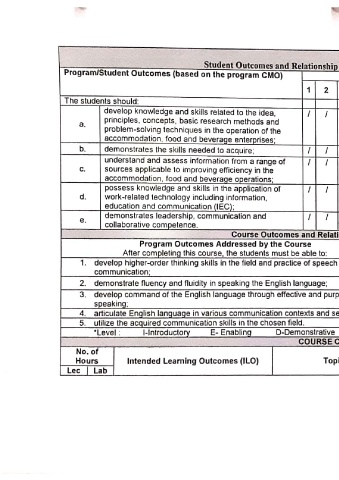 Student Outcomes and Relationship
Program/Student Outcomes (based on the program CMO)
1 2
The students should:
a. develop knowledge and skills related to the idea,
principles, concepts, basic research methods and
problem-solving techniques in the operation of the
accommodation, food and beverage enterprises;
/ /
b. demonstrates the skills needed to acquire;
/ /
c. understand and assess information from a range of
sources applicable to improving efficiency in the
accommodation, food and beverage operations;
/ /
d. possess knowledge and skills in the application of
work-related technology including information,
education and communication (IEC);
/ /
e. demonstrates leadership, communication and
collaborative competence.
/ /
Course Outcomes and Relati
Program Outcomes Addressed by the Course
After completing this course, the students must be able to:
1. develop higher-order thinking skills in the field and practice of speech
communication;
2. demonstrate fluency and fluidity in speaking the English language;
3. develop command of the English language through effective and purp
speaking;
4. articulate English language in various communication contexts and se
5. utilize the acquired communication skills in the chosen field.
*Level : I-Introductory E- Enabling D-Demonstrative
COURSE C
No. of
Hours
Intended Learning Outcomes (ILO)
Topi
Lec Lab